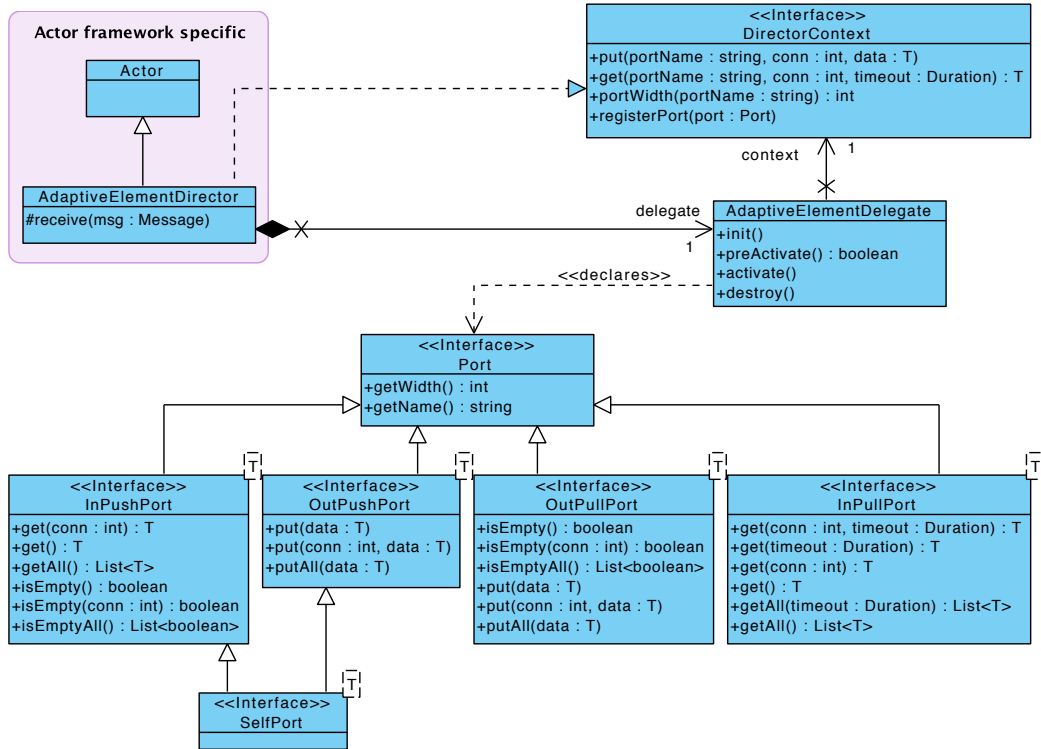 Actor framework specific
Actor
AdaptiveElementDirector
#receive(msg : Message)
<<Interface>>
DirectorContext
+put(portName : string, conn : int, data : T)
+get(portName : string, conn : int, timeout : Duration) : T
+portWidth(portName : string) : int
+registerPort(port : Port)
context
1
delegate
1
AdaptiveElementDelegate
+init()
+preActivate() : boolean
+activate()
+destroy()
<<declares>>
<<Interface>>
Port
+getWidth() : int
+getName() : string
T
<<Interface>>
InPushPort
+get(conn : int) : T
+get() : T
+getAll() : List<T>
+isEmpty() : boolean
+isEmpty(conn : int) : boolean
+isEmptyAll() : List<boolean>
T
<<Interface>>
OutPushPort
+put(data : T)
+put(conn : int, data : T)
+putAll(data : T)
T
<<Interface>>
OutPullPort
+isEmpty() : boolean
+isEmpty(conn : int) : boolean
+isEmptyAll() : List<boolean>
+put(data : T)
+put(conn : int, data : T)
+putAll(data : T)
T
<<Interface>>
InPullPort
+get(conn : int, timeout : Duration) : T
+get(timeout : Duration) : T
+get(conn : int) : T
+get() : T
+getAll(timeout : Duration) : List<T>
+getAll() : List<T>
T
<<Interface>>
SelfPort